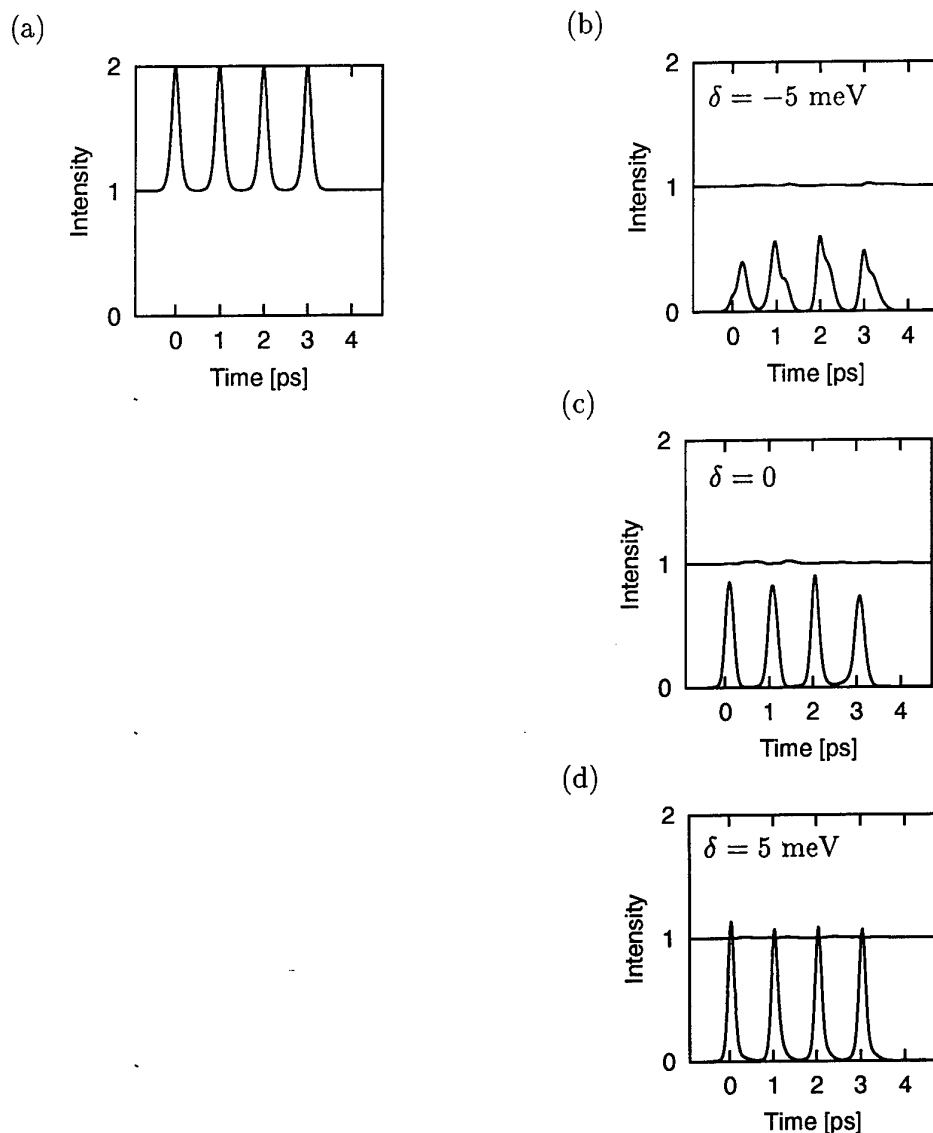 (a)
2
1
0
Intensity
0 1 2 3 4
Time [ps]
(b)
δ = −5 meV
2
1
0
Intensity
0 1 2 3 4
Time [ps]
(c)
δ = 0
2
1
0
Intensity
0 1 2 3 4
Time [ps]
(d)
δ = 5 meV
2
1
0
Intensity
0 1 2 3 4
Time [ps]